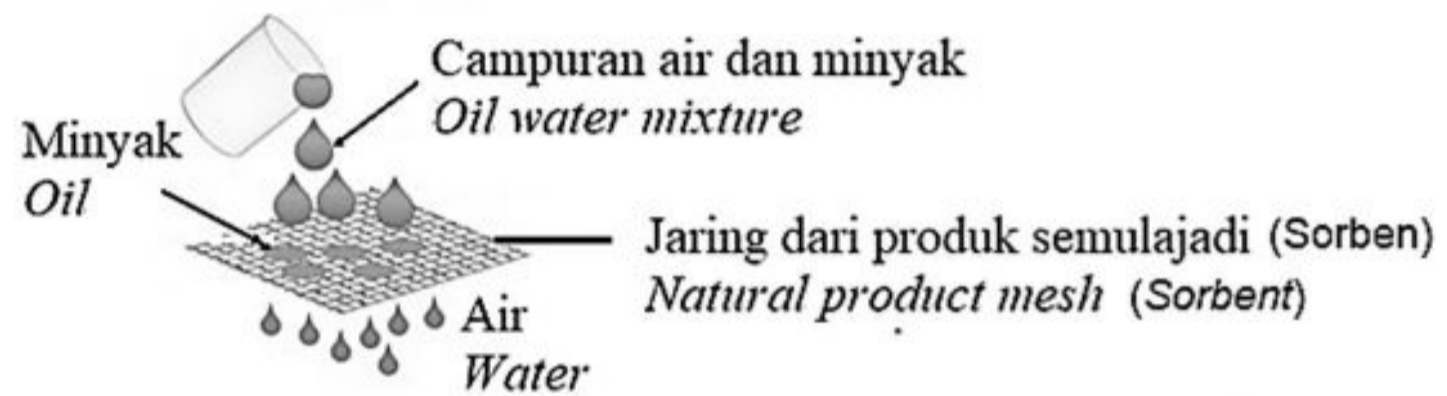 Campuran air dan minyak
Oil water mixture
Minyak
Oil
Jaring dari produk semulajadi (Sorben)
Natural product mesh (Sorbent)
Air
Water